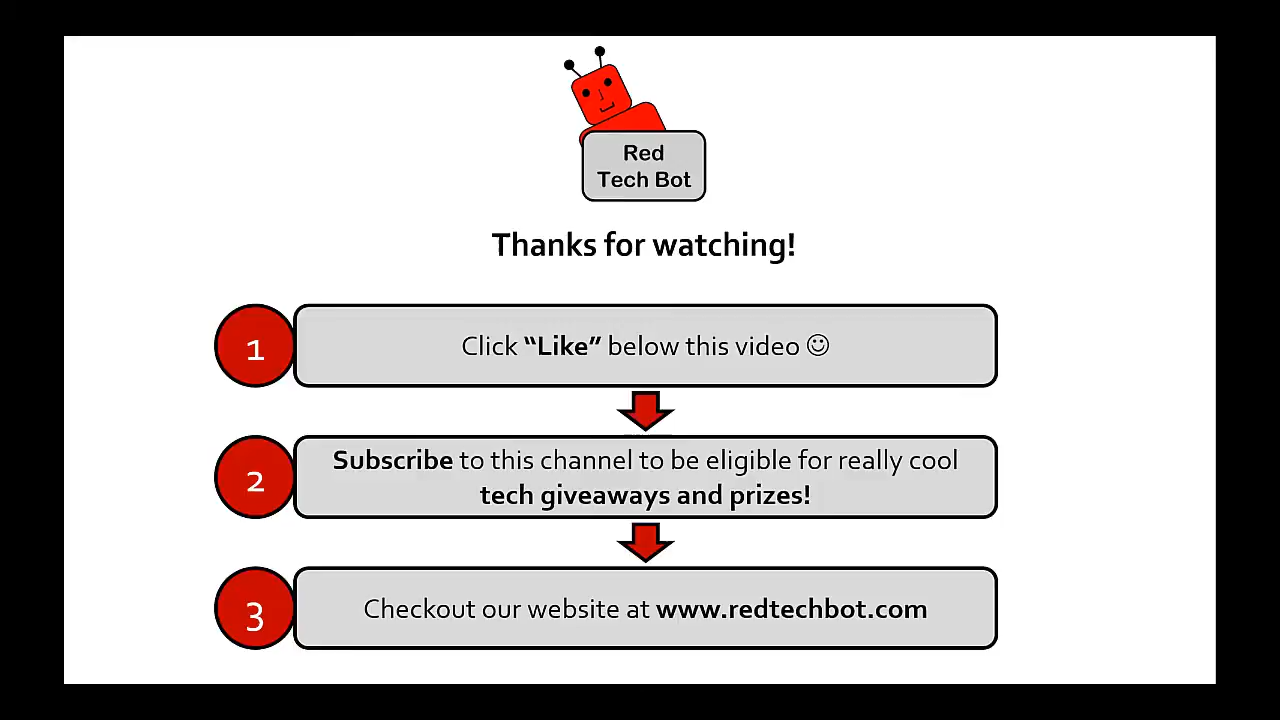 Red
Tech Bot
Thanks for watching!
1
Click “Like” below this video ☺
2
Subscribe to this channel to be eligible for really cool
tech giveaways and prizes!
3
Checkout our website at www.redtechbot.com